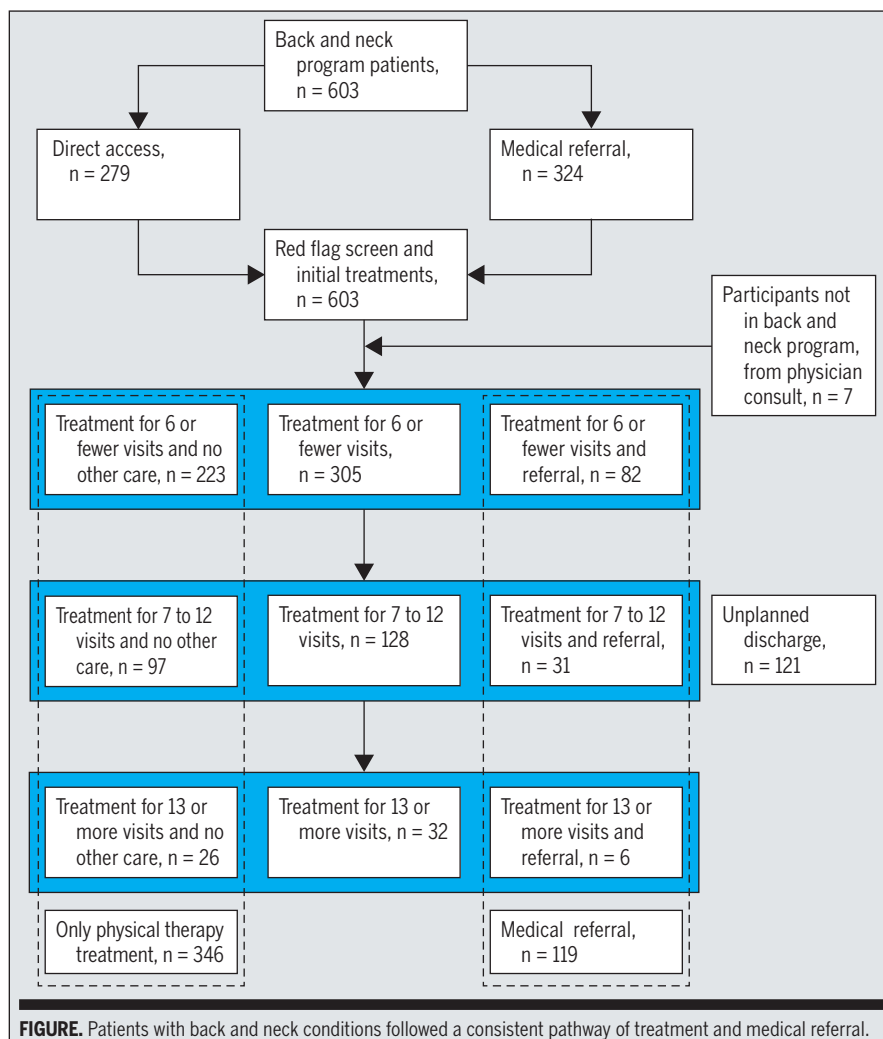 Back and neck
program patients,
n = 603
Direct access,
n = 279
Medical referral,
n = 324
Red flag screen and
initial treatments,
n = 603
Participants not
in back and
neck program,
from physician
consult, n = 7
Treatment for 6 or
fewer visits and no
other care, n = 223
Treatment for 6 or
fewer visits,
n = 305
Treatment for 6 or
fewer visits and
referral, n = 82
Treatment for 7 to 12
visits and no other
care, n = 97
Treatment for 7 to 12
visits, n = 128
Treatment for 7 to 12
visits and referral,
n = 31
Unplanned
discharge,
n = 121
Treatment for 13 or
more visits and no
other care, n = 26
Treatment for 13 or
more visits, n = 32
Treatment for 13 or
more visits and
referral, n = 6
Only physical therapy
treatment, n = 346
Medical referral,
n = 119
FIGURE. Patients with back and neck conditions followed a consistent pathway of treatment and medical referral.